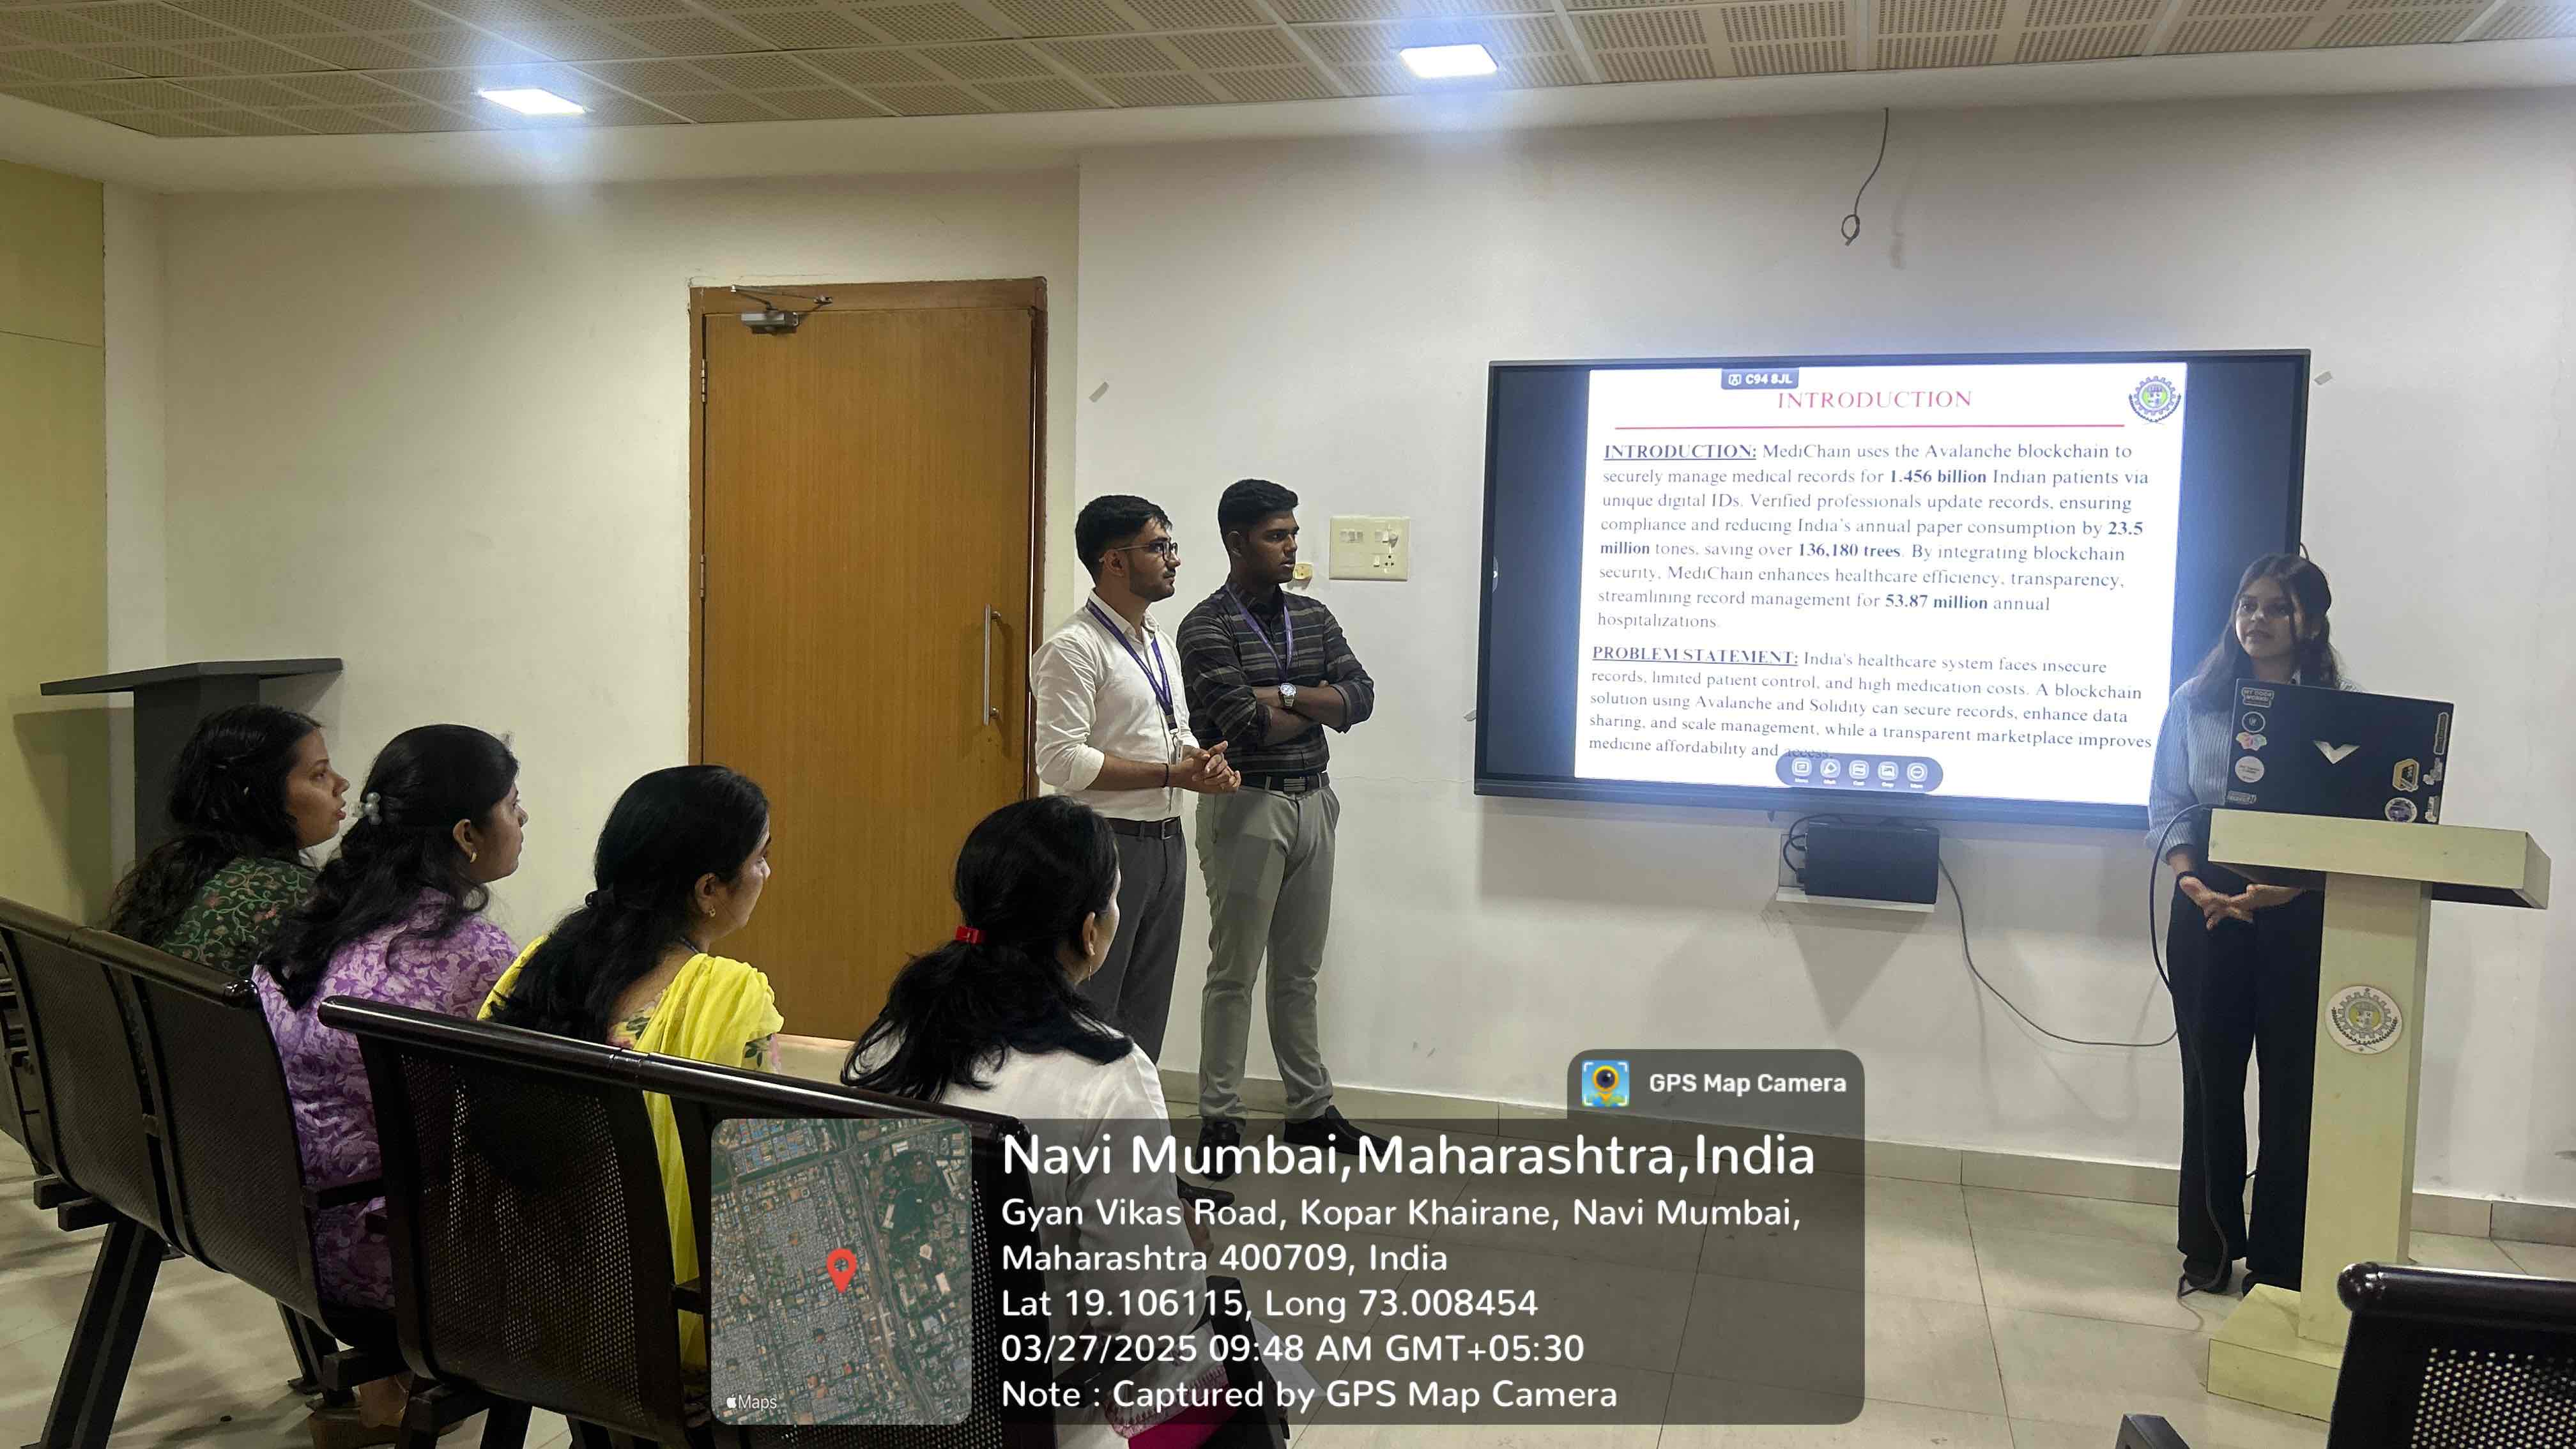 C94 8JL
INTRODUCTION
INTRODUCTION: MediChain uses the Avalanche blockchain to
securely manage medical records for 1.456 billion Indian patients via
unique digital IDs. Verified professionals update records, ensuring
compliance and reducing India's annual paper consumption by 23.5
million tones, saving over 136,180 trees. By integrating blockchain
security, MediChain enhances healthcare efficiency, transparency,
streamlining record management for 53.87 million annual
hospitalizations.
PROBLEM STATEMENT: India's healthcare system faces insecure
records, limited patient control, and high medication costs. A blockchain
solution using Avalanche and Solidity can secure records, enhance data
sharing, and scale management, while a transparent marketplace improves
medicine affordability and access.
GPS Map Camera
Navi Mumbai,Maharashtra,India
Gyan Vikas Road, Kopar Khairane, Navi Mumbai,
Maharashtra 400709, India
Lat 19.106115, Long 73.008454
03/27/2025 09:48 AM GMT+05:30
Note : Captured by GPS Map Camera
Maps